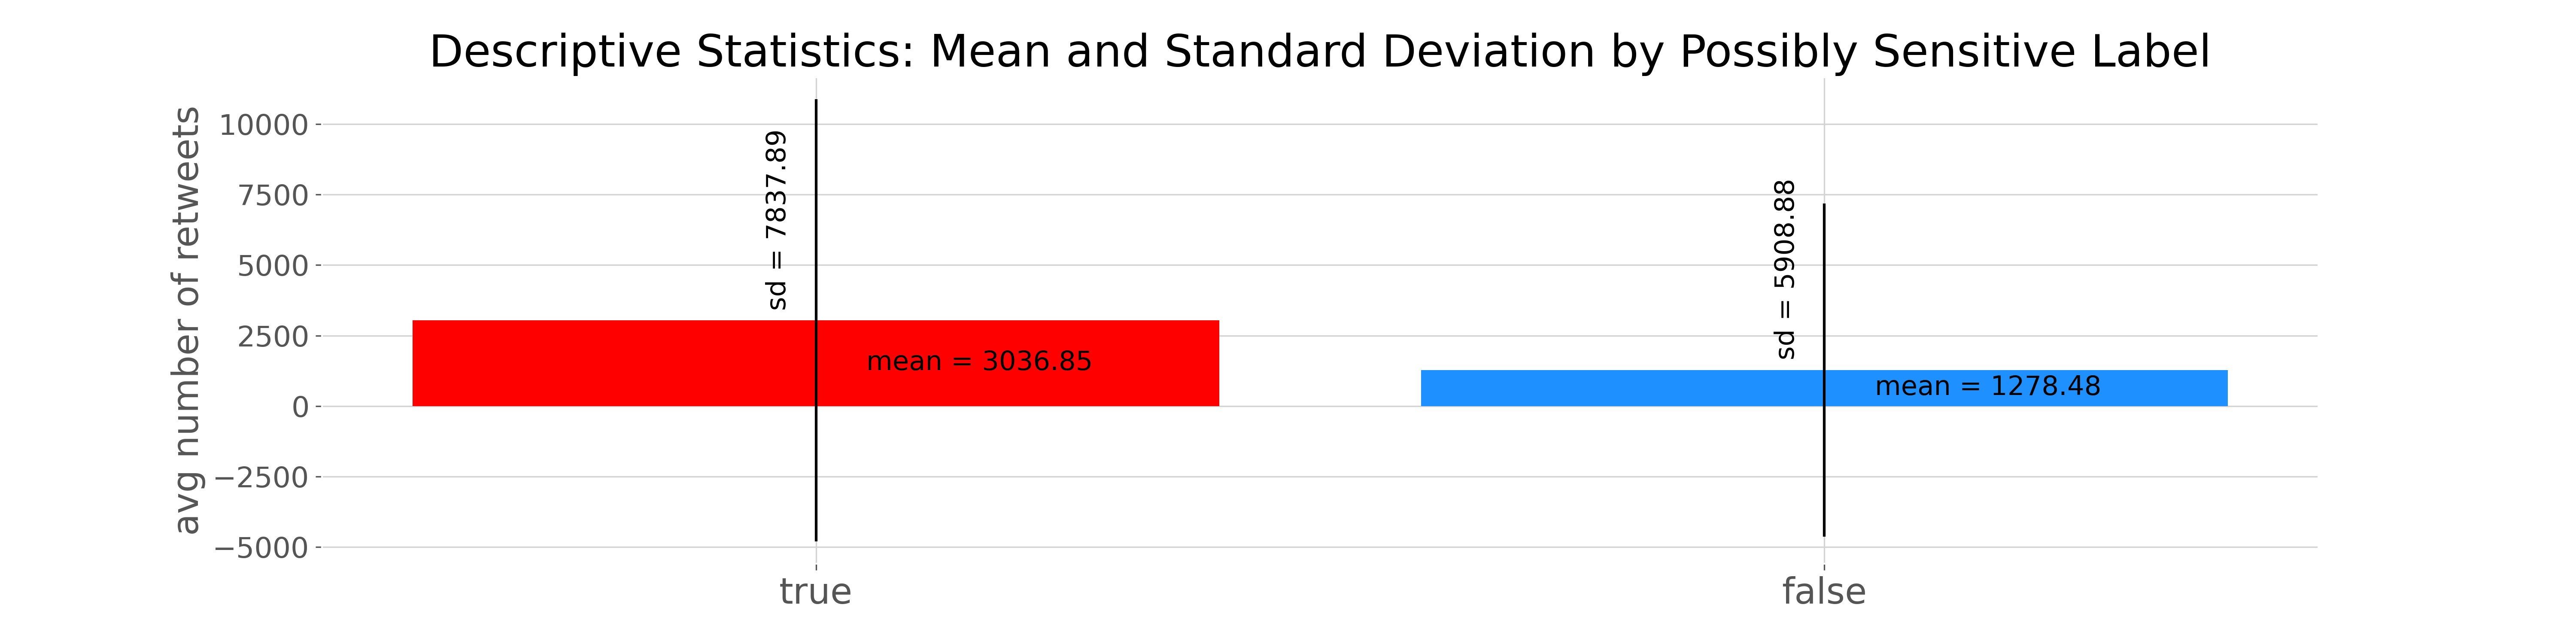 Descriptive Statistics: Mean and Standard Deviation by Possibly Sensitive Label
avg number of retweets
10000
7500
5000
2500
0
−2500
−5000
sd = 7837.89
mean = 3036.85
sd = 5908.88
mean = 1278.48
true
false